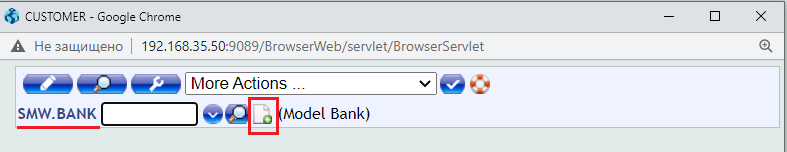 CUSTOMER - Google Chrome
Не защищено 192.168.35.50:9089/BrowserWeb/servlet/BrowserServlet
More Actions ...
SMW.BANK (Model Bank)